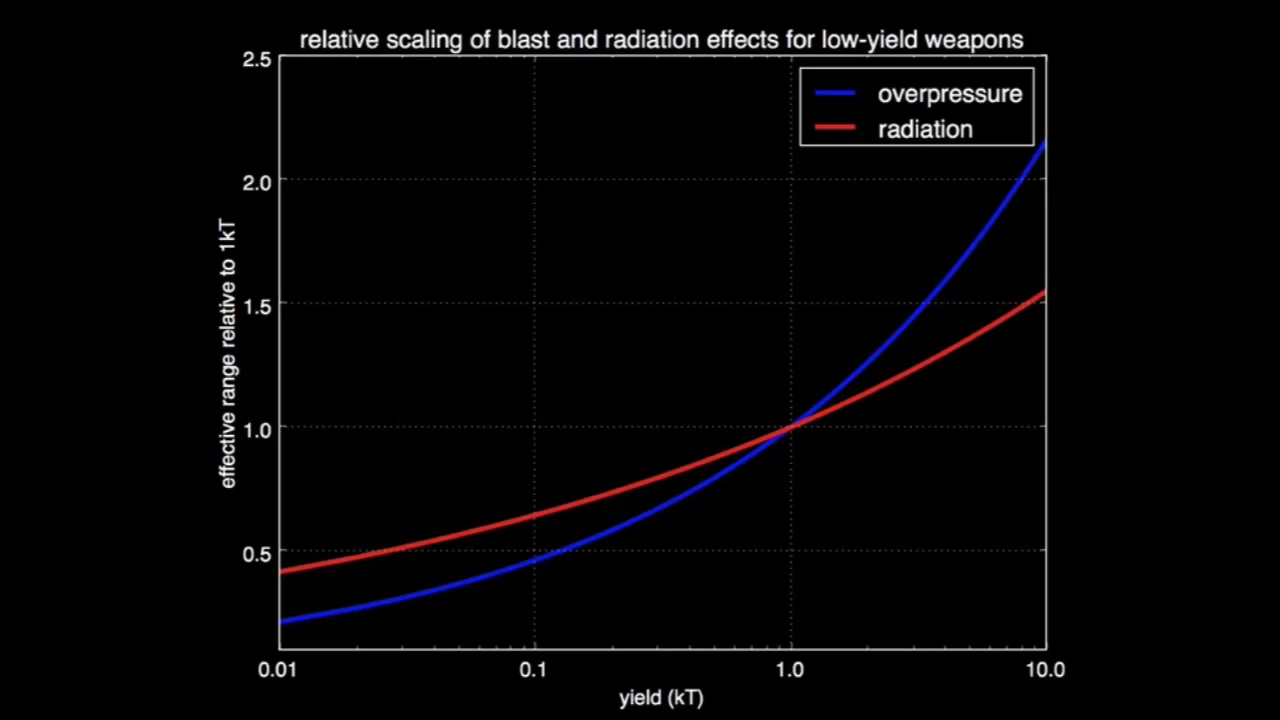 relative scaling of blast and radiation effects for low-yield weapons
2.5
overpressure
radiation
2.0
1.5
effective range relative to 1kT
1.0
0.5
0.01
0.1
1.0
10.0
yield (kT)